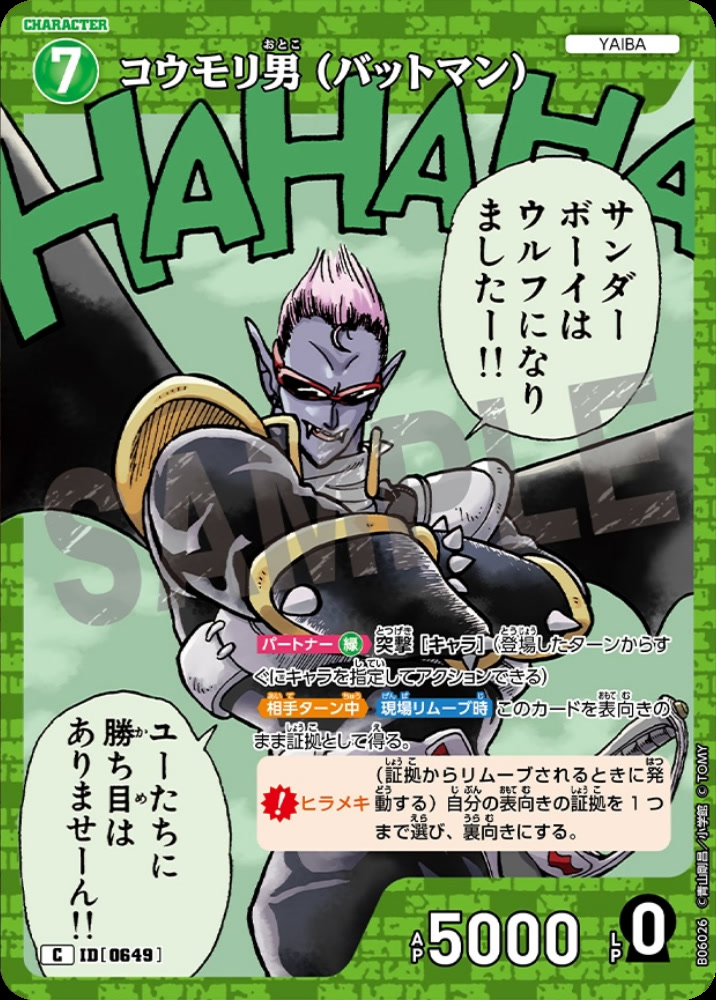 CHARACTER
7
コウモリ男（バットマン）
おとこ
YAIBA
HAHAHAHA
サンダー
ボーイは
ウルフになり
ましたー!!
SAMPLE
パートナー 緑 突撃［キャラ］（登場したターンからす
ぐにキャラを指定してアクションできる）
相手ターン中 現場リムーブ時 このカードを表向きの
まま証拠として得る。
ヒラメキ （証拠からリムーブされるときに発
動する）自分の表向きの証拠を１つ
まで選び、裏向きにする。
ユーたちに
勝ち目は
ありませーん!!
C ID[0649]
AP 5000
LP 0
B06026 ©青山剛昌／小学館 ©TOMY